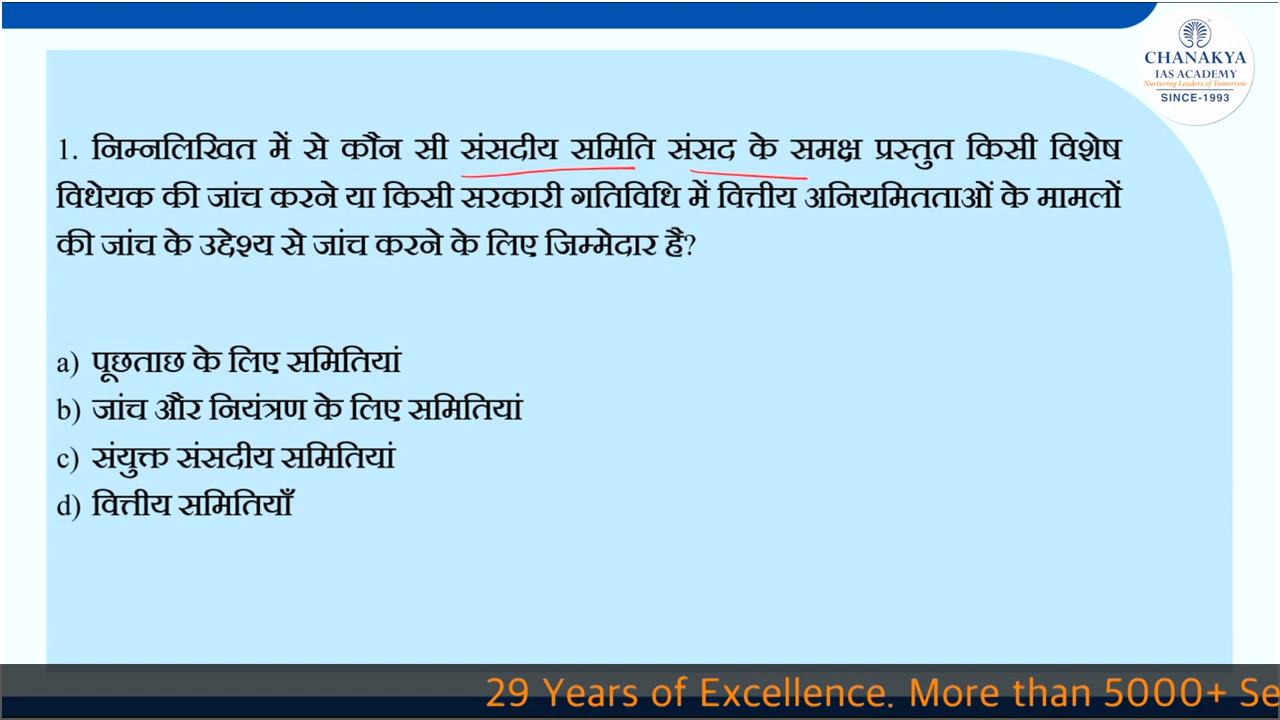 CHANAKYA
IAS ACADEMY
Nurturing Leaders of Tomorrow
SINCE-1993
1. निम्नलिखित में से कौन सी संसदीय समिति संसद के समक्ष प्रस्तुत किसी विशेष
विधेयक की जांच करने या किसी सरकारी गतिविधि में वित्तीय अनियमितताओं के मामलों
की जांच के उद्देश्य से जांच करने के लिए जिम्मेदार है?
a) पूछताछ के लिए समितियां
b) जांच और नियंत्रण के लिए समितियां
c) संयुक्त संसदीय समितियां
d) वित्तीय समितियाँ
29 Years of Excellence. More than 5000+ Se